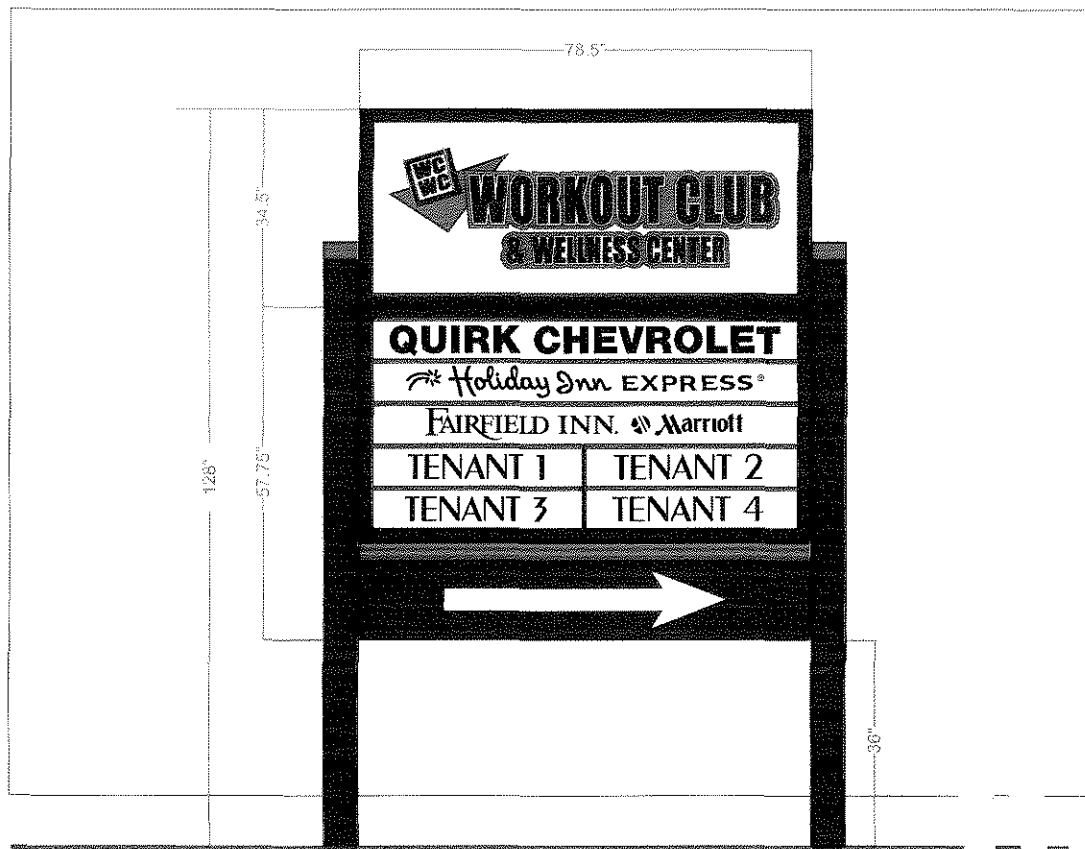 78.5"
34.5"
WC
WC
WORKOUT CLUB
& WELLNESS CENTER
QUIRK CHEVROLET
Holiday Inn EXPRESS®
FAIRFIELD INN. Marriott
128"
57.75"
TENANT 1 TENANT 2
TENANT 3 TENANT 4
36"